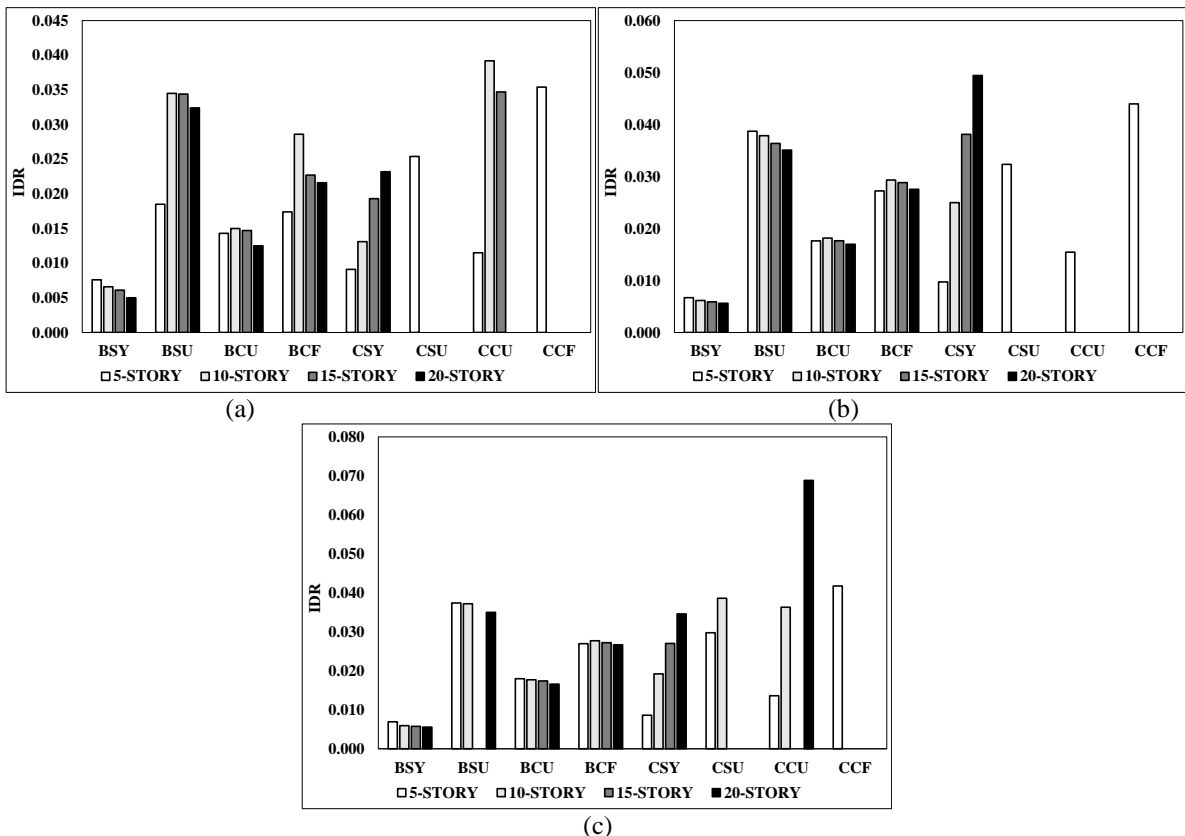 0.045
0.040
0.035
0.030
0.025
0.020
0.015
0.010
0.005
0.000
IDR
BSY BSU BCU BCF CSY CSU CCU CCF
5-STORY 10-STORY 15-STORY 20-STORY
(a)
0.060
0.050
0.040
0.030
0.020
0.010
0.000
IDR
BSY BSU BCU BCF CSY CSU CCU CCF
5-STORY 10-STORY 15-STORY 20-STORY
(b)
0.080
0.070
0.060
0.050
0.040
0.030
0.020
0.010
0.000
IDR
BSY BSU BCU BCF CSY CSU CCU CCF
5-STORY 10-STORY 15-STORY 20-STORY
(c)